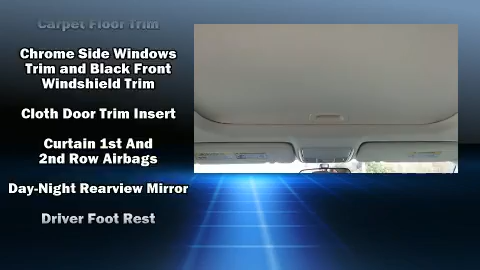 Carpet Floor Trim
Chrome Side Windows
Trim and Black Front
Windshield Trim
Cloth Door Trim Insert
Curtain 1st And
2nd Row Airbags
Day-Night Rearview Mirror
Driver Foot Rest